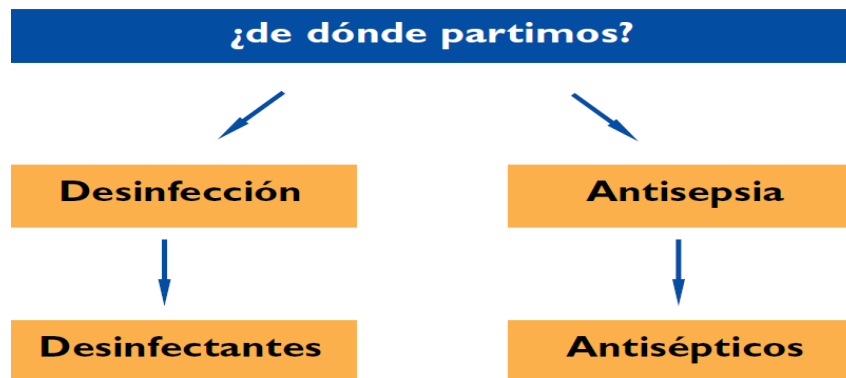 ¿de dónde partimos?
Desinfección
Antisepsia
Desinfectantes
Antisépticos